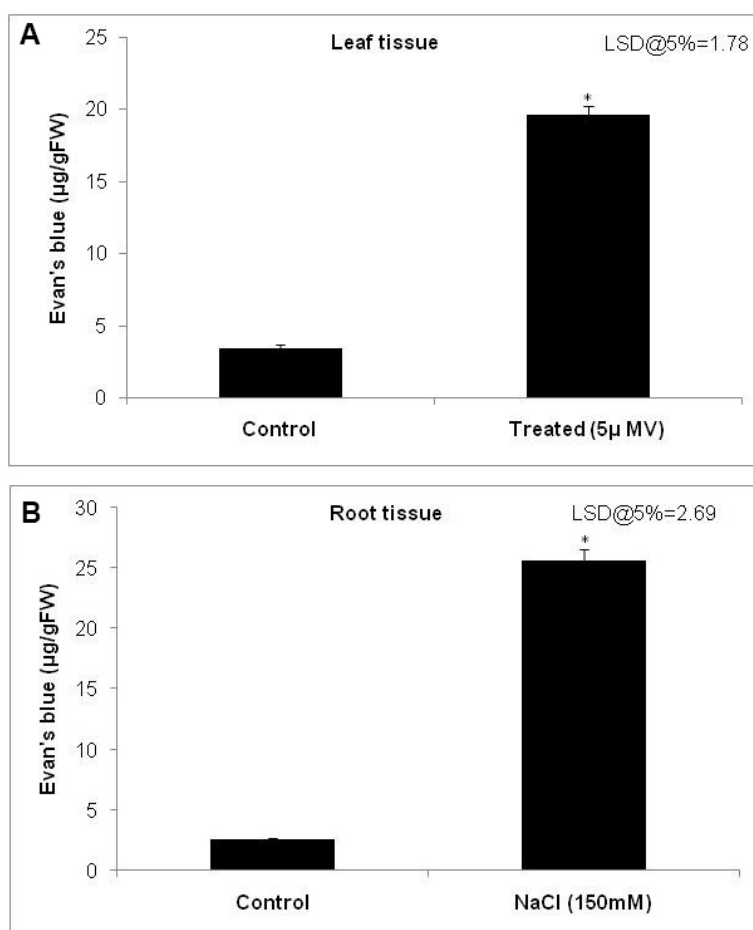 A
Leaf tissue
LSD@5%=1.78
Evan's blue (µg/gFW)
25
20
15
10
5
0
*
Control
Treated (5µ MV)
B
Root tissue
LSD@5%=2.69
Evan's blue (µg/gFW)
30
25
20
15
10
5
0
*
Control
NaCl (150mM)